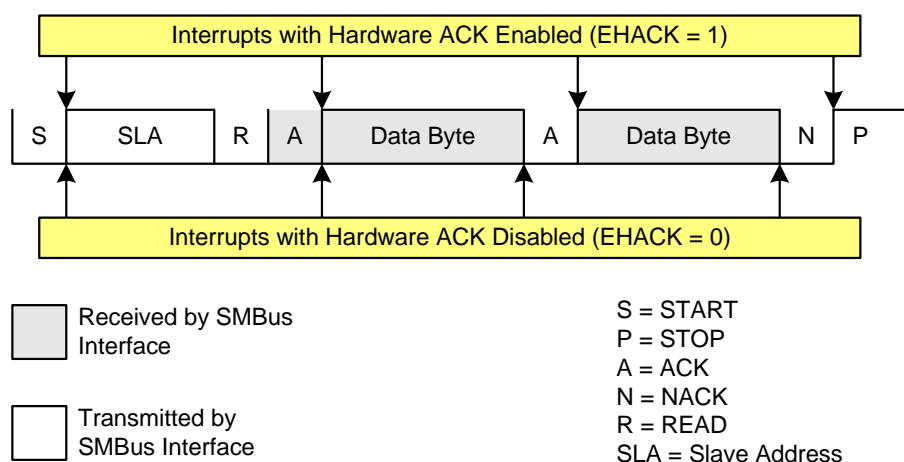 Interrupts with Hardware ACK Enabled (EHACK = 1)
S SLA R A Data Byte A Data Byte N P
Interrupts with Hardware ACK Disabled (EHACK = 0)
Received by SMBus
Interface
Transmitted by
SMBus Interface
S = START
P = STOP
A = ACK
N = NACK
R = READ
SLA = Slave Address